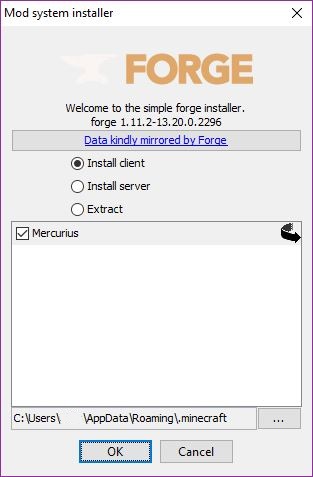 Mod system installer
FORGE
Welcome to the simple forge installer.
forge 1.11.2-13.20.0.2296
Data kindly mirrored by Forge
Install client
Install server
Extract
Mercurius
C:\Users\ \AppData\Roaming\.minecraft
...
OK
Cancel